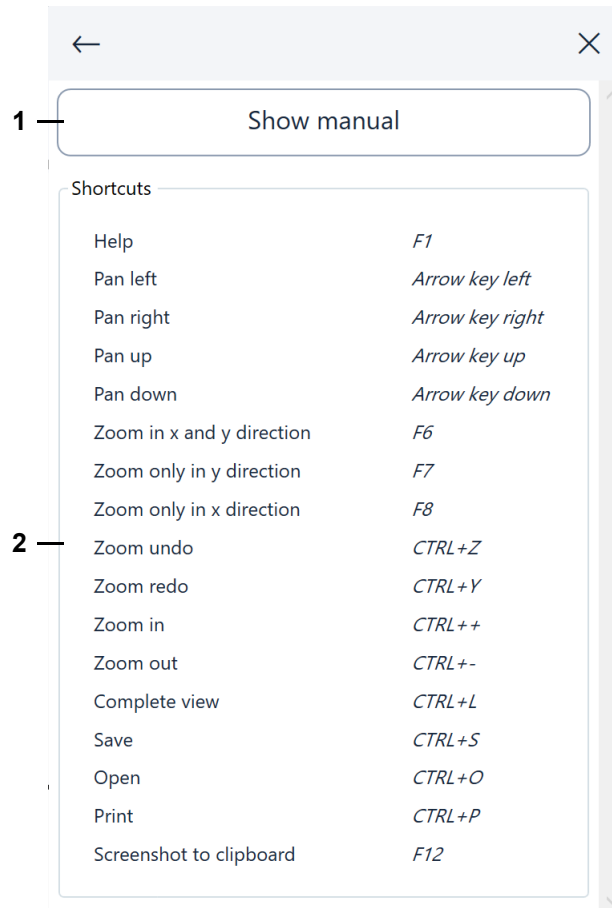 1 Show manual
Shortcuts
Help F1
Pan left Arrow key left
Pan right Arrow key right
Pan up Arrow key up
Pan down Arrow key down
Zoom in x and y direction F6
Zoom only in y direction F7
Zoom only in x direction F8
2 Zoom undo CTRL+Z
Zoom redo CTRL+Y
Zoom in CTRL++
Zoom out CTRL+-
Complete view CTRL+L
Save CTRL+S
Open CTRL+O
Print CTRL+P
Screenshot to clipboard F12